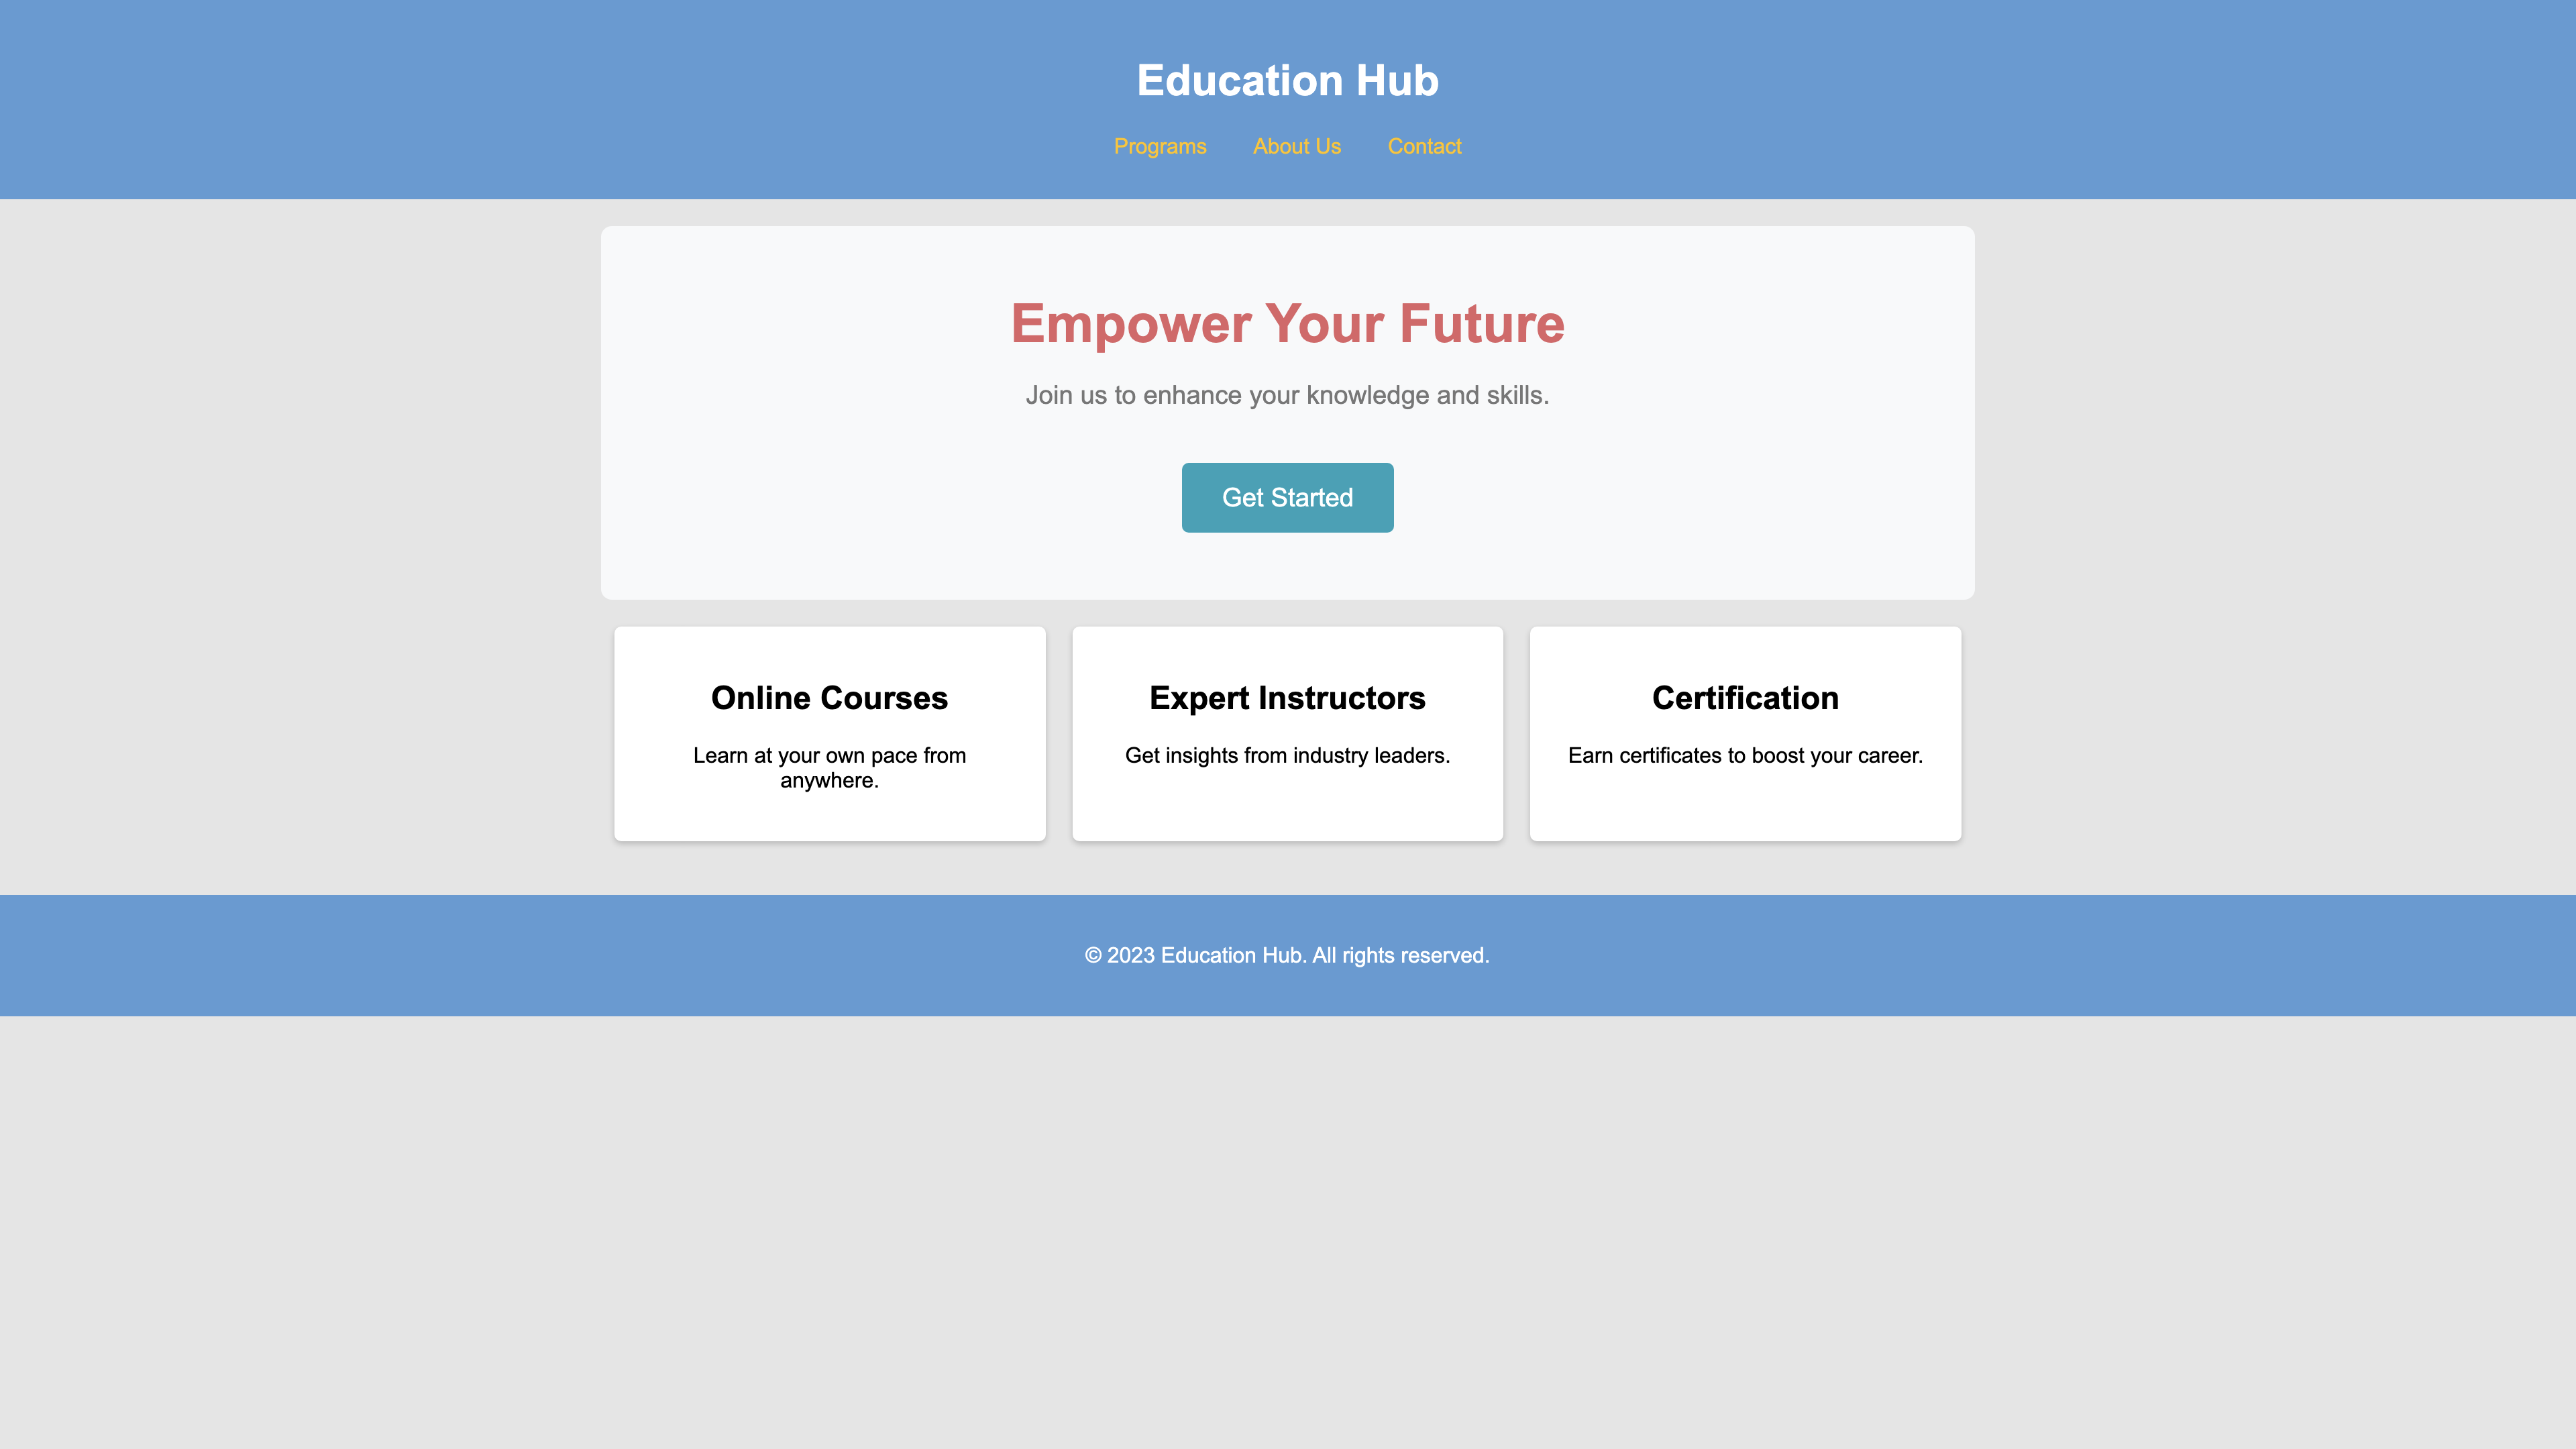 Education Hub
Programs About Us Contact
Empower Your Future
Join us to enhance your knowledge and skills.
Get Started
Online Courses
Learn at your own pace from
anywhere.
Expert Instructors
Get insights from industry leaders.
Certification
Earn certificates to boost your career.
© 2023 Education Hub. All rights reserved.